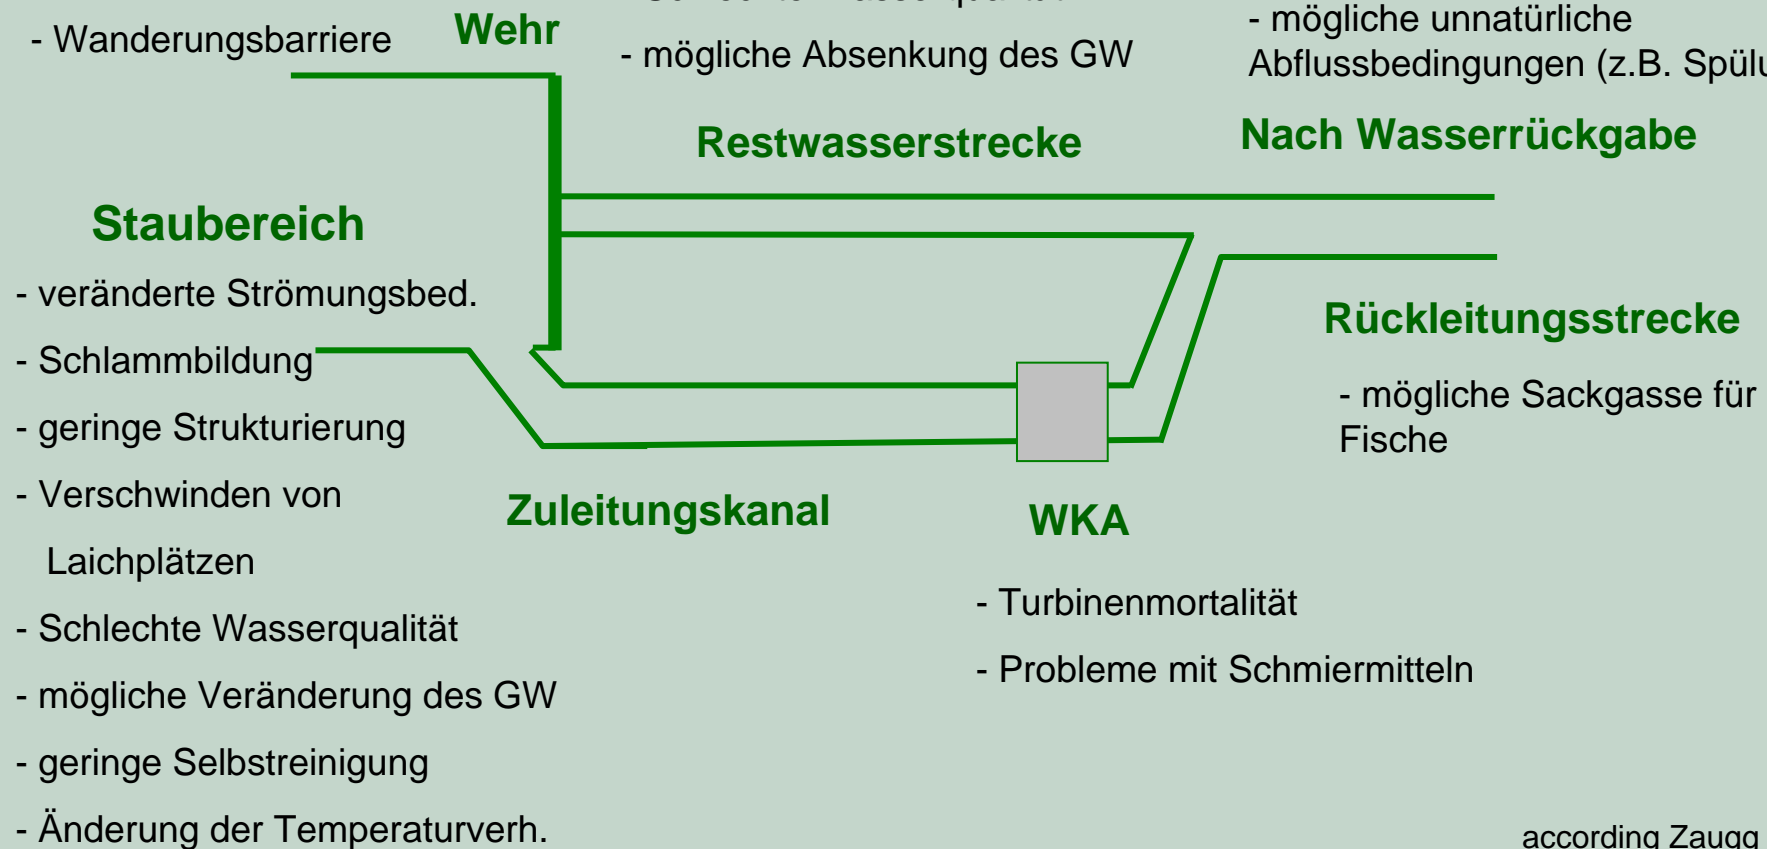 - Wanderungsbarriere
Wehr
- mögliche Absenkung des GW
- mögliche unnatürliche
Abflussbedingungen (z.B.
Restwasserstrecke
Nach Wasserrückgabe
Staubereich
- veränderte Strömungsbed.
- Schlammbildung
- geringe Strukturierung
- Verschwinden von
Laichplätzen
- Schlechte Wasserqualität
- mögliche Veränderung des GW
- geringe Selbstreinigung
- Änderung der Temperaturverh.
Zuleitungskanal
WKA
- Turbinenmortalität
- Probleme mit Schmiermitteln
Rückleitungsstrecke
- mögliche Sackgasse für
Fische
according Zaugg